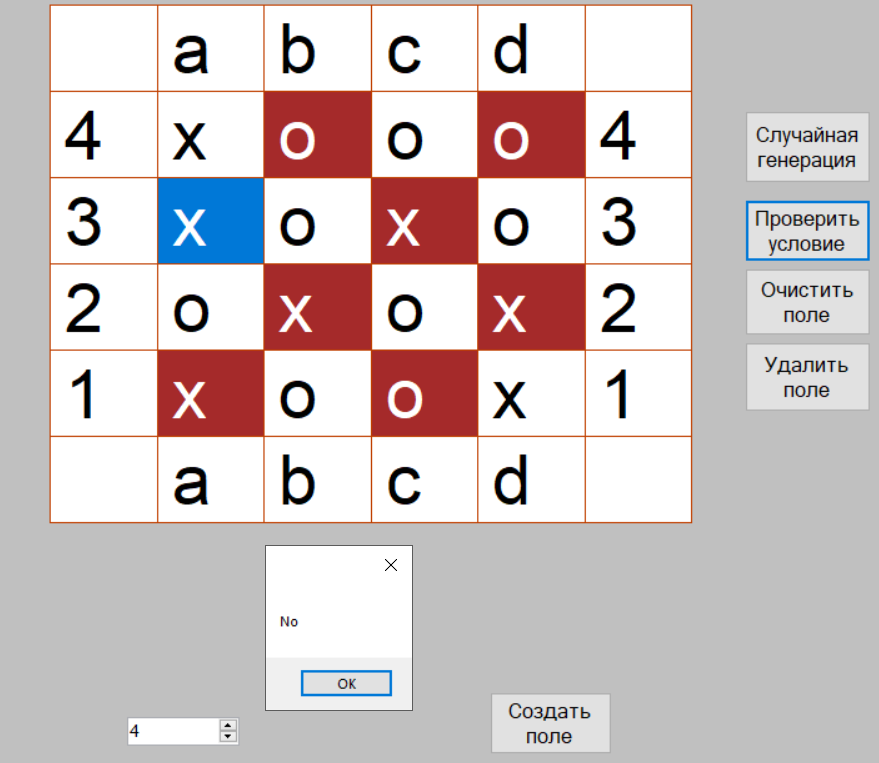 a b c d
4 x o o o 4
Случайная
генерация
3 x o x o 3
Проверить
условие
2 o x o x 2
Очистить
поле
1 x o o x 1
Удалить
поле
a b c d
No
OK
4
Создать
поле